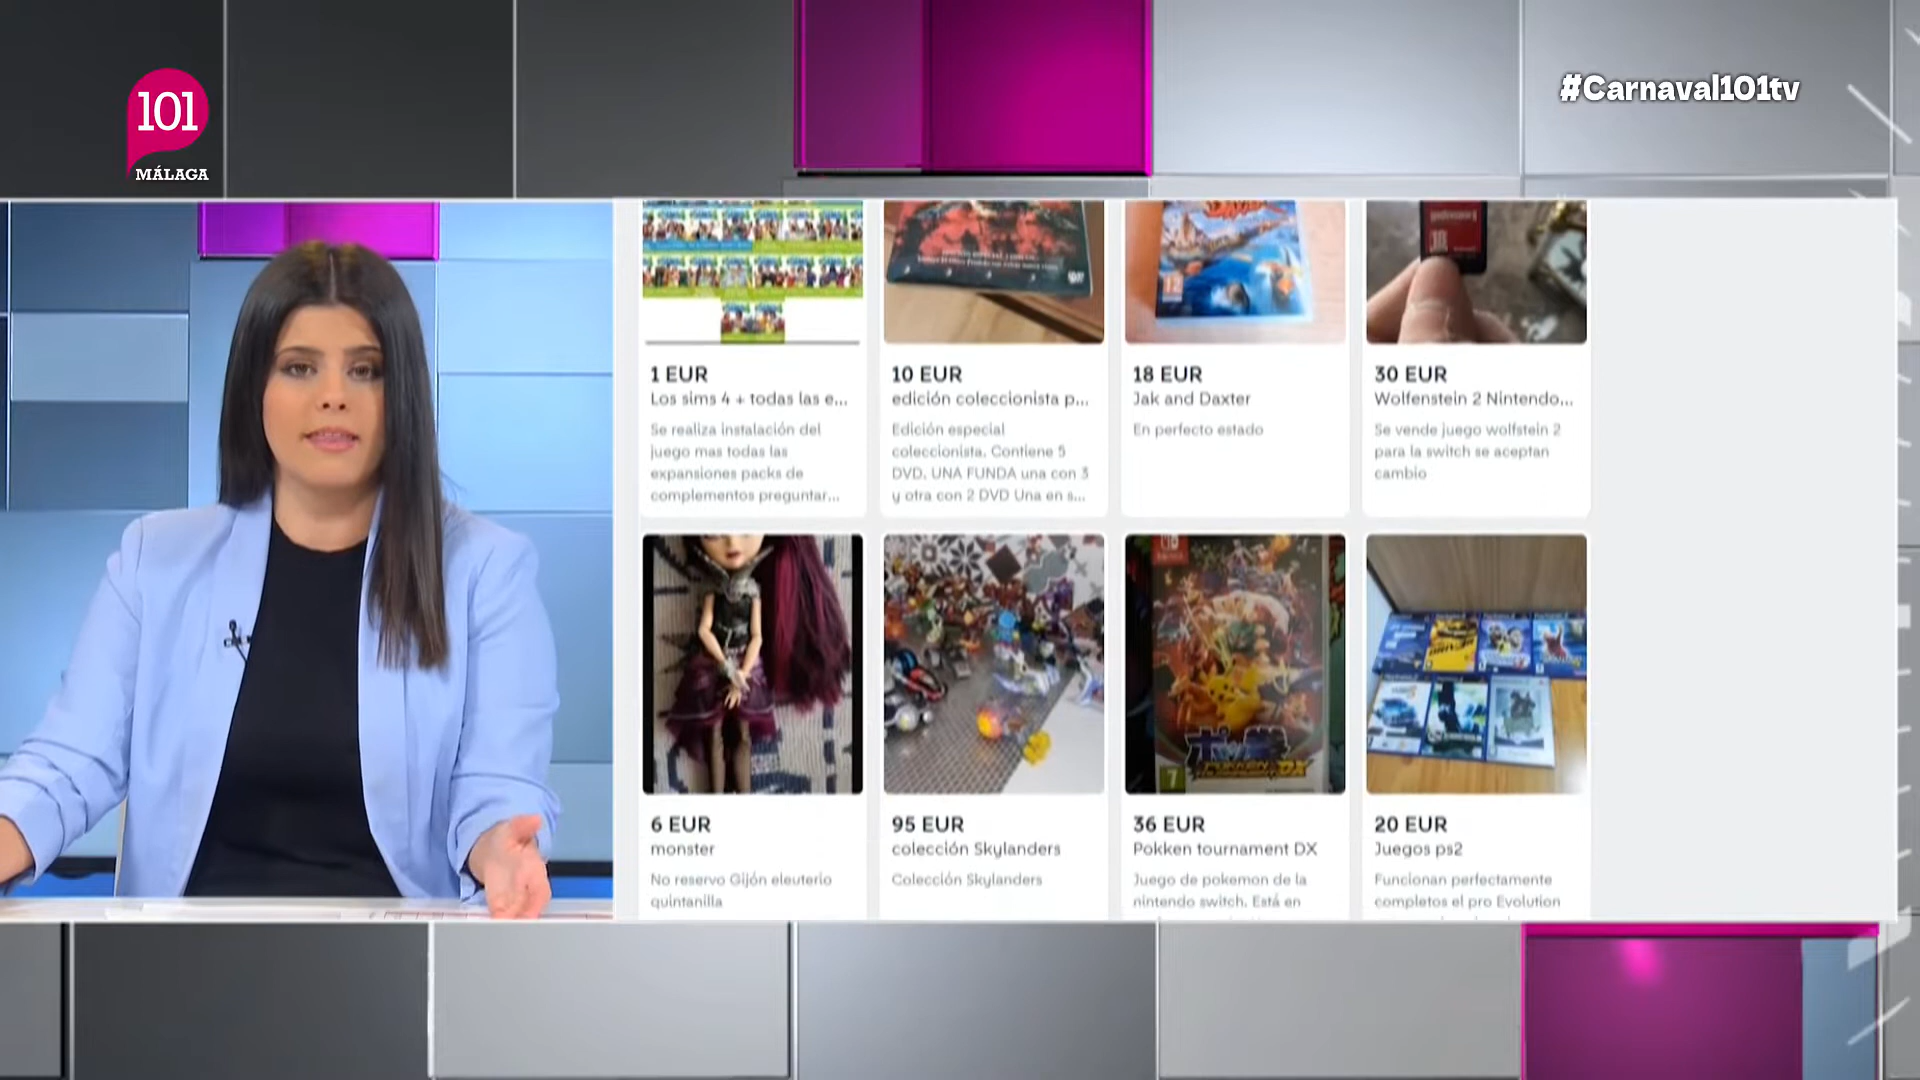 101
MÁLAGA
#Carnaval101tv
12
1 EUR
Los sims 4 + todas las e...
Se realiza instalación del
juego mas todas las
expansiones packs de
complementos preguntar...
10 EUR
edición coleccionista p...
Edición especial
coleccionista. Contiene 5
DVD. UNA FUNDA una con 3
y otra con 2 DVD Una en s...
18 EUR
Jak and Daxter
En perfecto estado
30 EUR
Wolfenstein 2 Nintendo...
Se vende juego wolfstein 2
para la switch se aceptan
cambio
7
DX
6 EUR
monster
No reservo Gijón eleuterio
quintanilla
95 EUR
colección Skylanders
Colección Skylanders
36 EUR
Pokken tournament DX
Juego de pokemon de la
nintendo switch. Está en
20 EUR
Juegos ps2
Funcionan perfectamente
completos el pro Evolution